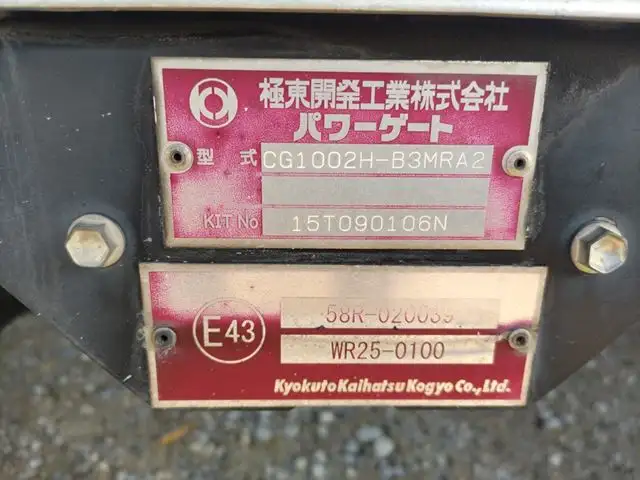 極東開発工業株式会社
パワーゲート
型式 CG1002H-B3MRA2
KIT No 15T090106N
E43
58R-020039
WR25-0100
Kyokuto Kaihatsu Kogyo Co., Ltd.